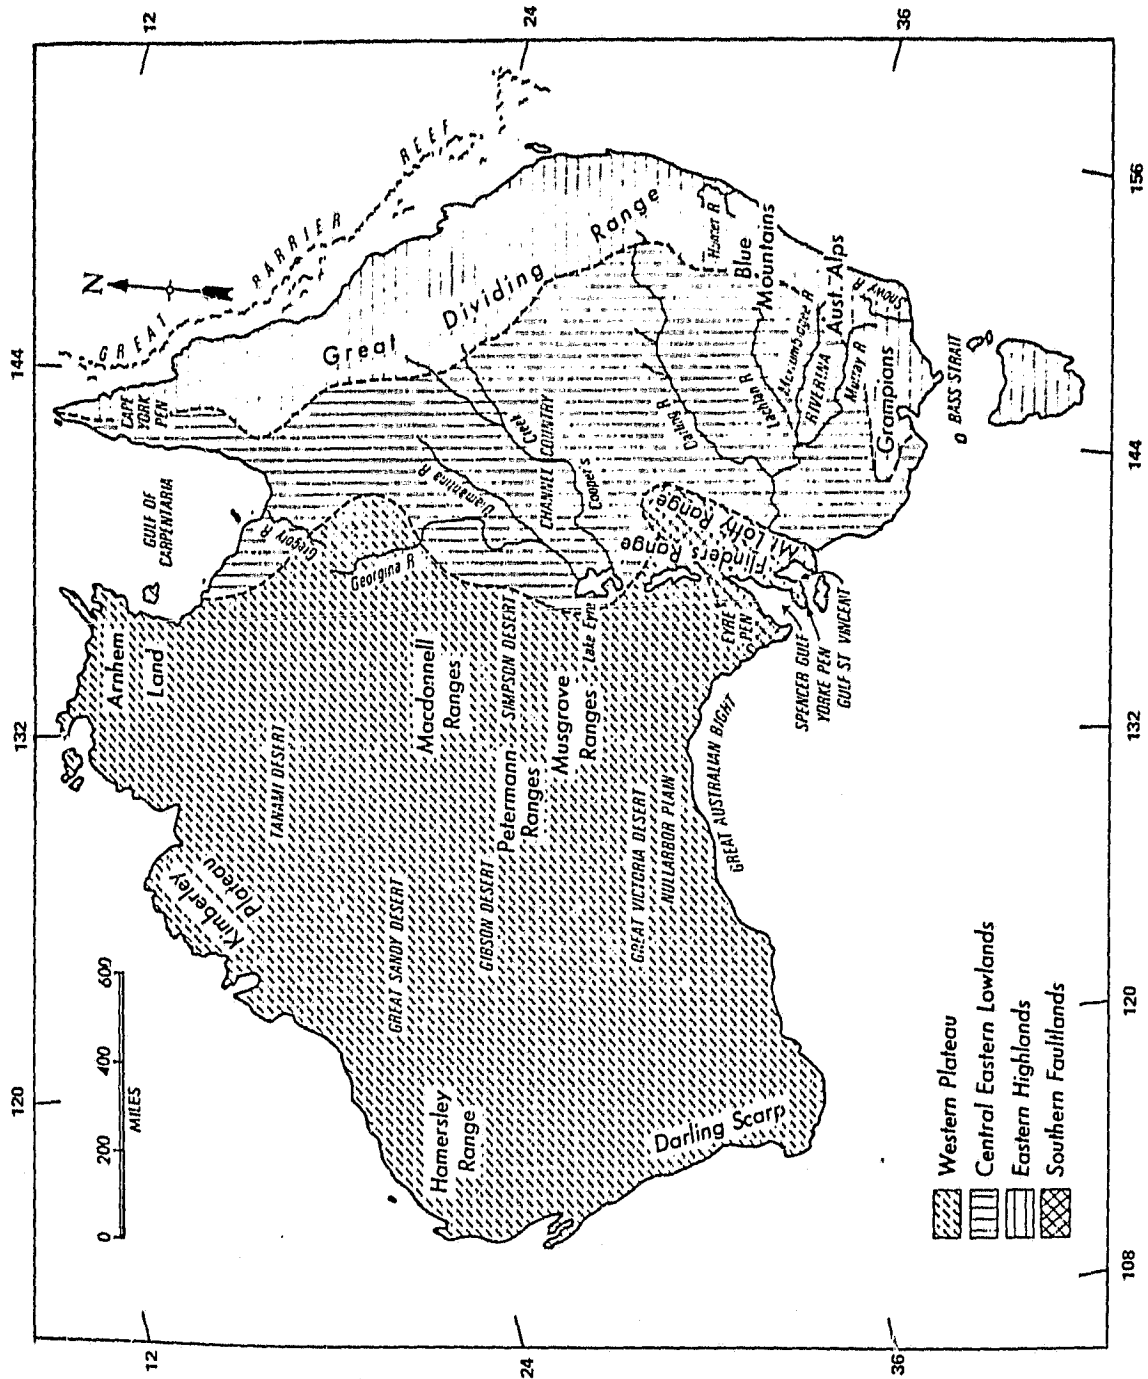 120
132
144
12
24
36
12
24
36
108
120
132
144
156
N
0 200 400 600
MILES
GREAT BARRIER REEF
CAPE
YORK
PEN
GULF OF
CARPENTARIA
Arnhem
Land
Kimberley
Plateau
TANAMI DESERT
GREAT SANDY DESERT
Hamersley
Range
GIBSON DESERT
Macdonnell
Ranges
Petermann
Ranges
SIMPSON DESERT
Musgrave
Ranges
Lake Eyre
GREAT VICTORIA DESERT
NULLARBOR PLAIN
GREAT AUSTRALIAN BIGHT
Darling Scarp
Gregory R
Georgina R
Diamantina R
CHANNEL COUNTRY
Cooper's Creek
Great Dividing Range
Darling R
Lachlan R
Murrumbidgee R
RIVERINA
Murray R
Snowy R
Hunter R
Blue
Mountains
Aust. Alps
Grampians
Flinders Range
Mt Lofty Range
EYRE
PEN
SPENCER GULF
YORKE PEN
GULF ST VINCENT
BASS STRAIT
Western Plateau
Central Eastern Lowlands
Eastern Highlands
Southern Faultlands